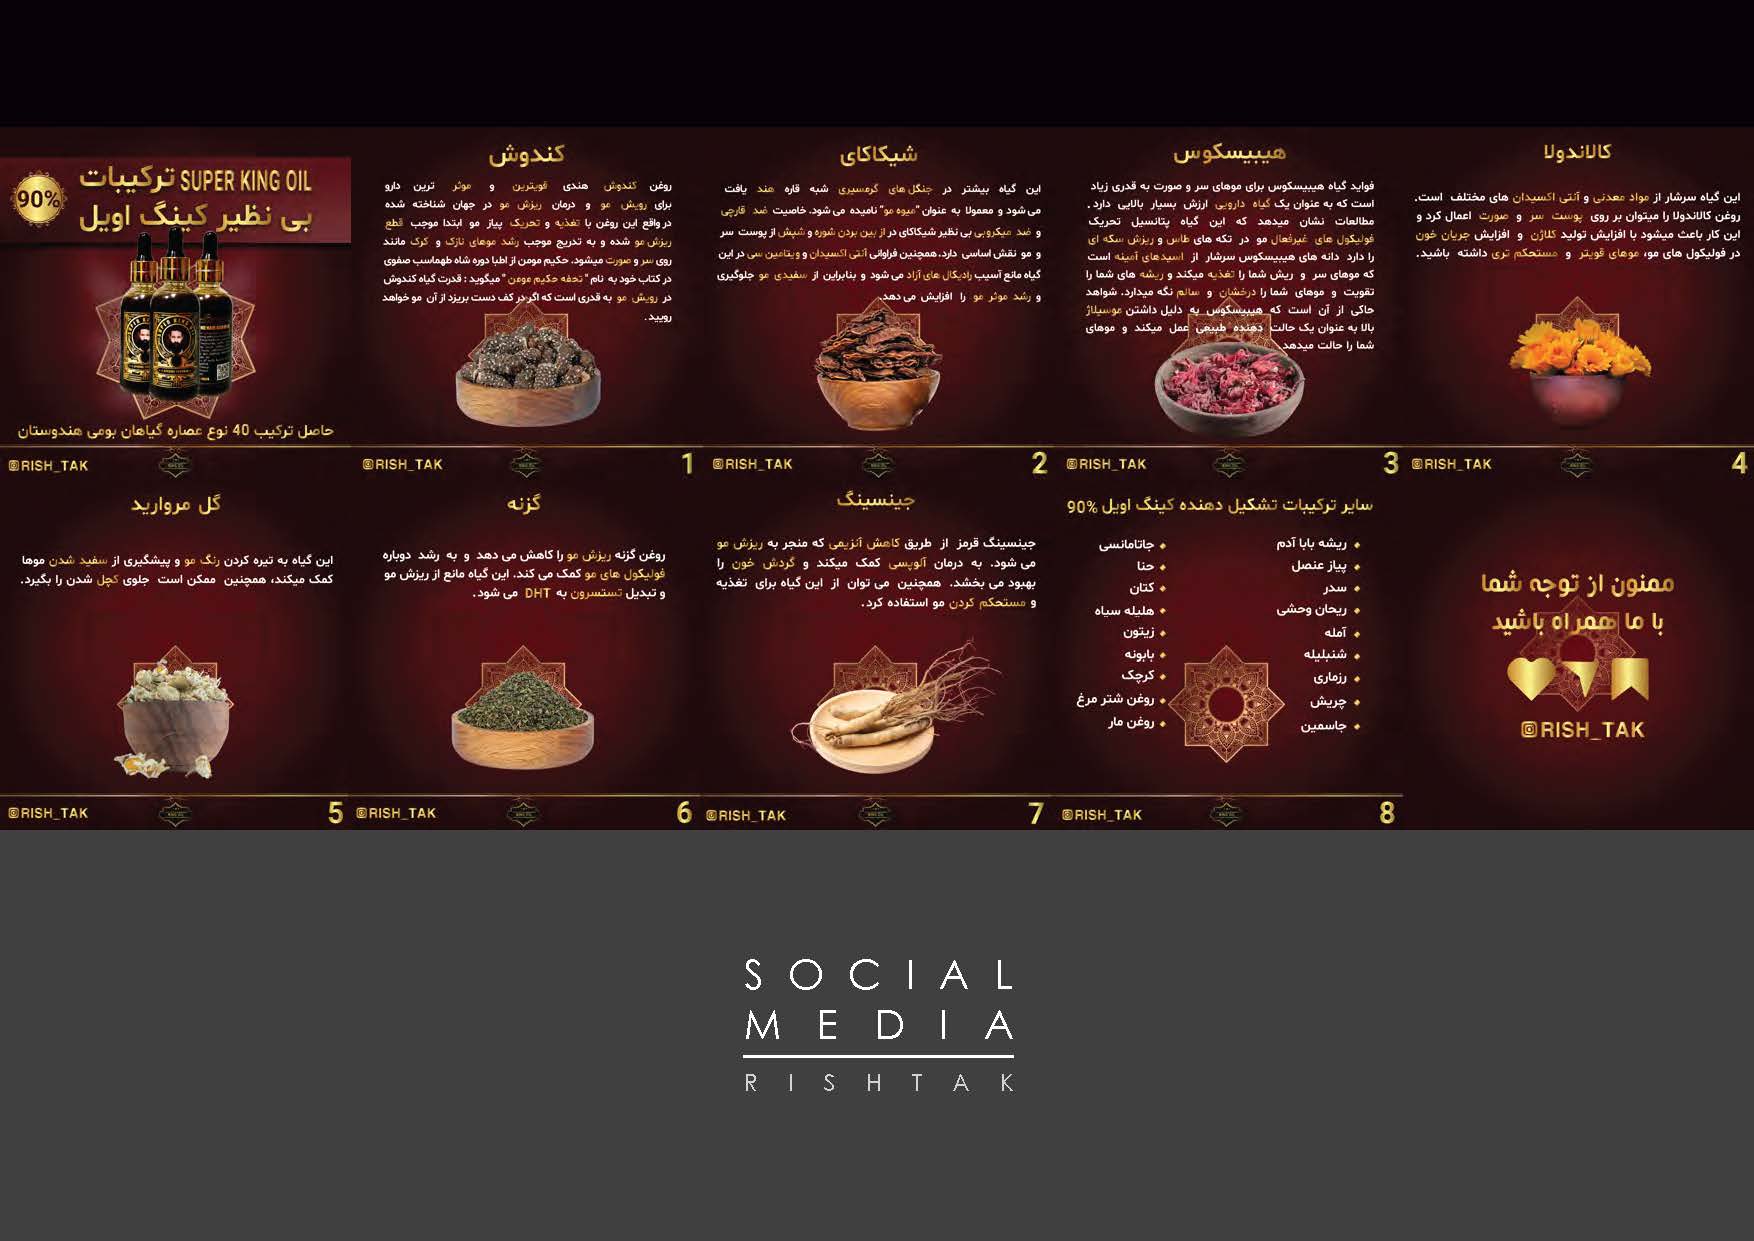 SUPER KING OIL ترکیبات
بی نظیر کینگ اویل
90%
حاصل ترکیب 40 نوع عصاره گیاهان بومی هندوستان
@RISH_TAK
کندوش
روغن کندوش هندی قویترین و موثر ترین دارو
برای رویش مو و درمان ریزش مو در جهان شناخته شده
در واقع این روغن با تغذیه و تحریک پیاز مو ابتدا موجب قطع
ریزش مو شده و به تدریج موجب رشد موهای نازک و کرک مانند
روی سر و صورت میشود. حکیم مومن از اطبا دوره شاه طهماسب صفوی
در کتاب خود به نام "تحفه حکیم مومن" میگوید : قدرت گیاه کندوش
در رویش مو به قدری است که اگر در کف دست بریزد از آن مو خواهد
رویید.
@RISH_TAK
1
شیکاکای
این گیاه بیشتر در جنگل های گرمسیری شبه قاره هند یافت
می شود و معمولا به عنوان "میوه مو" نامیده می شود. خاصیت ضد قارچی
و ضد میکروبی بی نظیر شیکاکای در از بین بردن شوره و شپش از پوست سر
و مو نقش اساسی دارد. همچنین فراوانی آنتی اکسیدان و ویتامین سی در این
گیاه مانع آسیب رادیکال های آزاد می شود و بنابراین از سفیدی مو جلوگیری
و رشد موثر مو را افزایش می دهد.
@RISH_TAK
2
هیبیسکوس
فواید گیاه هیبیسکوس برای موهای سر و صورت به قدری زیاد
است که به عنوان یک گیاه دارویی ارزش بسیار بالایی دارد .
مطالعات نشان میدهد که این گیاه پتانسیل تحریک
فولیکول های غیرفعال مو در تکه های طاس و ریزش سکه ای
را دارد دانه های هیبیسکوس سرشار از اسیدهای آمینه است
که موهای سر و ریش شما را تغذیه میکند و ریشه های شما را
تقویت و موهای شما را درخشان و سالم نگه میدارد. شواهد
حاکی از آن است که هیبیسکوس به دلیل داشتن موسیلاژ
بالا به عنوان یک حالت دهنده طبیعی عمل میکند و موهای
شما را حالت میدهد.
@RISH_TAK
3
کالاندولا
این گیاه سرشار از مواد معدنی و آنتی اکسیدان های مختلف است.
روغن کالاندولا را میتوان بر روی پوست سر و صورت اعمال کرد و
این کار باعث میشود با افزایش تولید کلاژن و افزایش جریان خون
در فولیکول های مو، موهای قویتر و مستحکم تری داشته باشید.
@RISH_TAK
4
گل مروارید
این گیاه به تیره کردن رنگ مو و پیشگیری از سفید شدن موها
کمک میکند، همچنین ممکن است جلوی کچل شدن را بگیرد.
@RISH_TAK
5
گزنه
روغن گزنه ریزش مو را کاهش می دهد و به رشد دوباره
فولیکول های مو کمک می کند. این گیاه مانع از ریزش مو
و تبدیل تستسرون به DHT می شود.
@RISH_TAK
6
جینسینگ
جینسینگ قرمز از طریق کاهش آنزیمی که منجر به ریزش مو
می شود. به درمان آلوپسی کمک میکند و گردش خون را
بهبود می بخشد. همچنین می توان از این گیاه برای تغذیه
و مستحکم کردن مو استفاده کرد.
@RISH_TAK
7
سایر ترکیبات تشکیل دهنده کینگ اویل 90%
ریشه بابا آدم
پیاز عنصل
سدر
ریحان وحشی
آمله
شنبلیله
رزماری
چریش
جاسمین
جاتامانسی
حنا
کتان
هلیله سیاه
زیتون
بابونه
کرچک
روغن شتر مرغ
روغن مار
@RISH_TAK
8
ممنون از توجه شما
با ما همراه باشید
@RISH_TAK
SOCIAL
MEDIA
RISHTAK